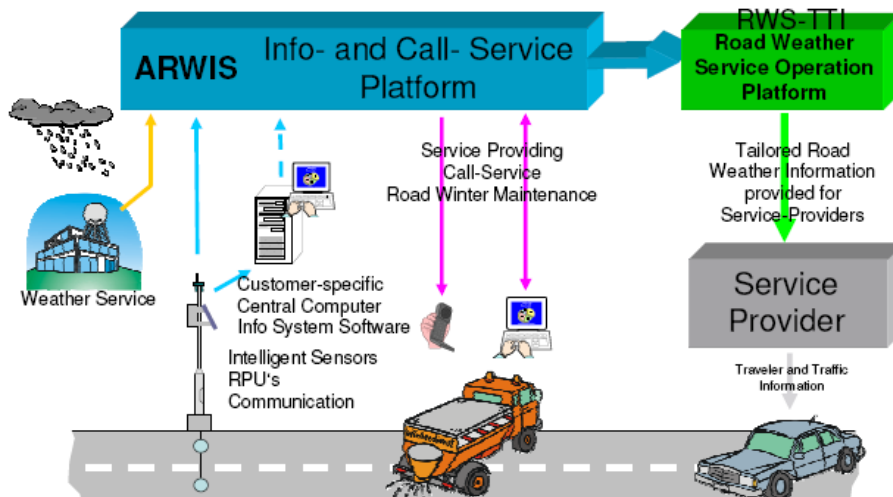 ARWIS
Info- and Call- Service
Platform
RWS-TTI
Road Weather
Service Operation
Platform
Service Providing
Call-Service
Road Winter Maintenance
Tailored Road
Weather Information
provided for
Service-Providers
Weather Service
Customer-specific
Central Computer
Info System Software
Intelligent Sensors
RPU's
Communication
Service
Provider
Traveler and Traffic
Information